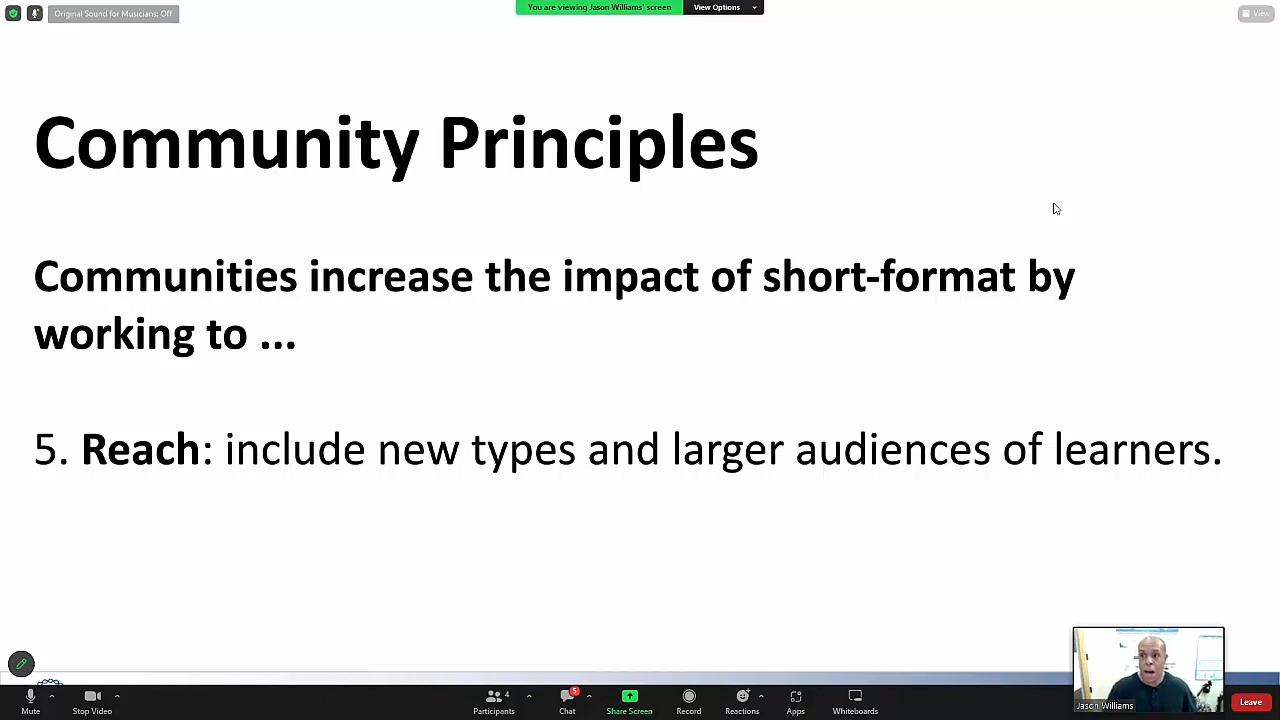 Original Sound for Musicians: Off
You are viewing Jason Williams' screen
View Options
View
Community Principles
Communities increase the impact of short-format by
working to ...
5. Reach: include new types and larger audiences of learners.
Jason Williams
Mute
Stop Video
Participants
4
Chat
5
Share Screen
Record
Reactions
Apps
Whiteboards
Leave